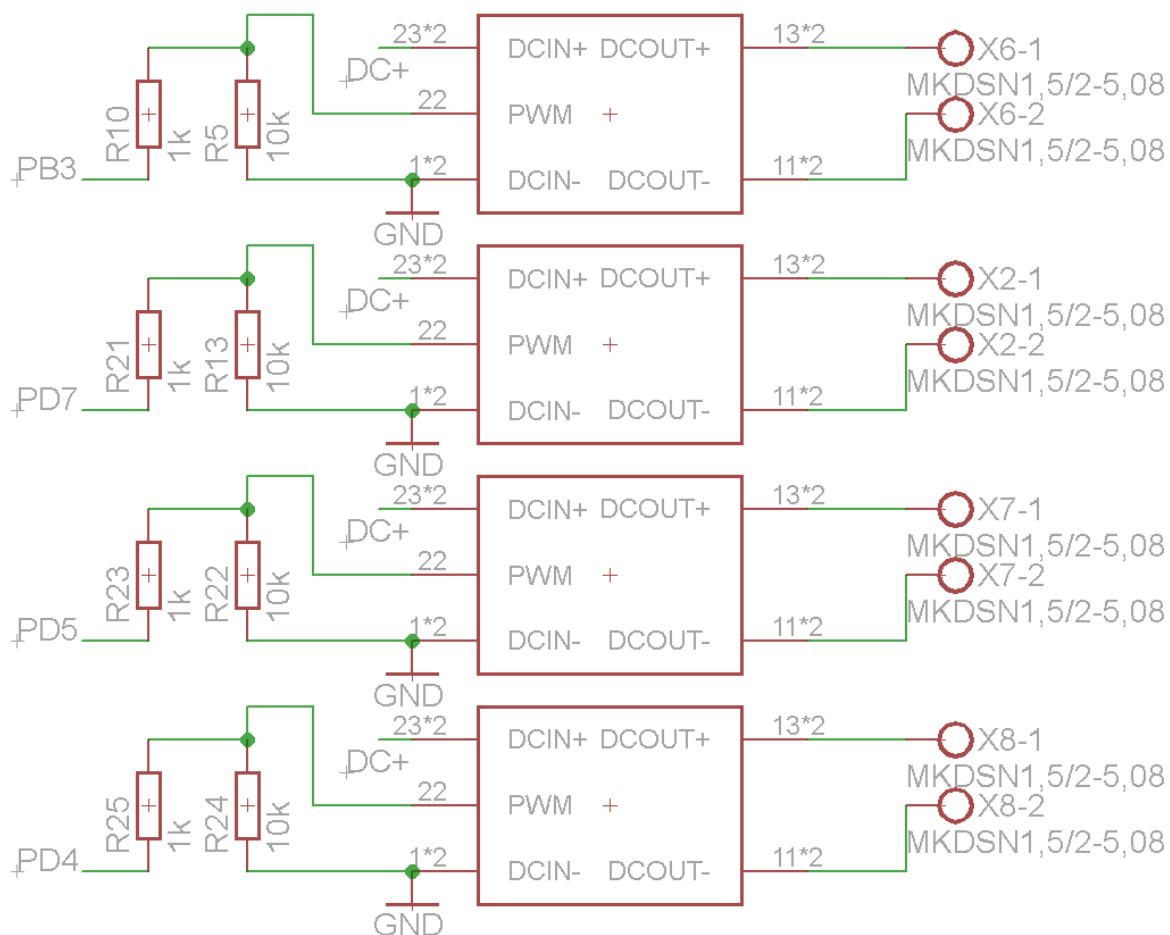 23*2 DCIN+ DCOUT+ 13*2 X6-1
DC+ MKDSN1,5/2-5,08
R10 1k R5 10k 22 PWM X6-2
MKDSN1,5/2-5,08
PB3 1*2 DCIN- DCOUT- 11*2
GND
23*2 DCIN+ DCOUT+ 13*2 X2-1
DC+ MKDSN1,5/2-5,08
R21 1k R13 10k 22 PWM X2-2
MKDSN1,5/2-5,08
PD7 1*2 DCIN- DCOUT- 11*2
GND
23*2 DCIN+ DCOUT+ 13*2 X7-1
DC+ MKDSN1,5/2-5,08
R23 1k R22 10k 22 PWM X7-2
MKDSN1,5/2-5,08
PD5 1*2 DCIN- DCOUT- 11*2
GND
23*2 DCIN+ DCOUT+ 13*2 X8-1
DC+ MKDSN1,5/2-5,08
R25 1k R24 10k 22 PWM X8-2
MKDSN1,5/2-5,08
PD4 1*2 DCIN- DCOUT- 11*2
GND